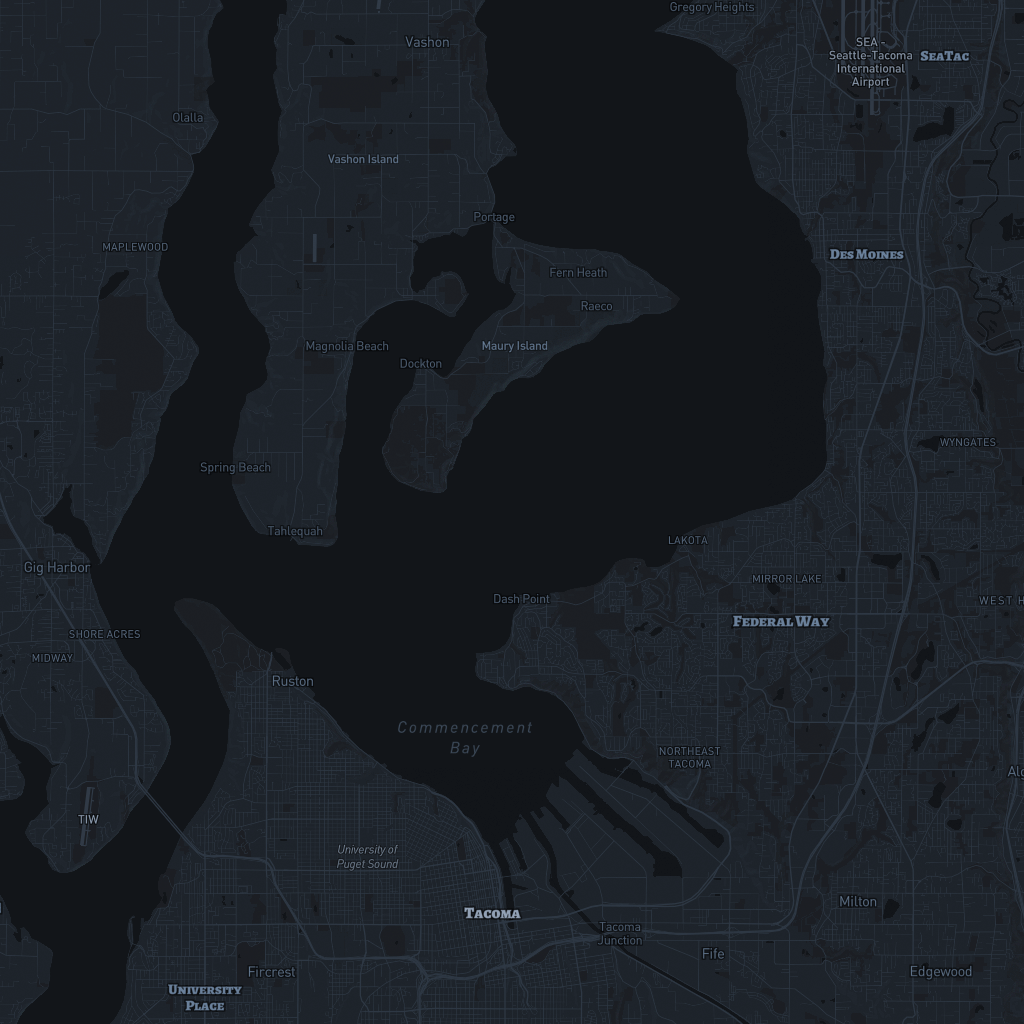 Gregory Heights
Vashon
SEA -
Seattle-Tacoma
International
Airport
SeaTac
Olalla
Vashon Island
Portage
MAPLEWOOD
Des Moines
Fern Heath
Raeco
Magnolia Beach
Maury Island
Dockton
WYNGATES
Spring Beach
Tahlequah
LAKOTA
Gig Harbor
MIRROR LAKE
Dash Point
WEST H
Federal Way
SHORE ACRES
MIDWAY
Ruston
Commencement
Bay
NORTHEAST
TACOMA
Alg
TIW
University of
Puget Sound
Milton
Tacoma
Tacoma
Junction
Fife
Fircrest
Edgewood
University
Place